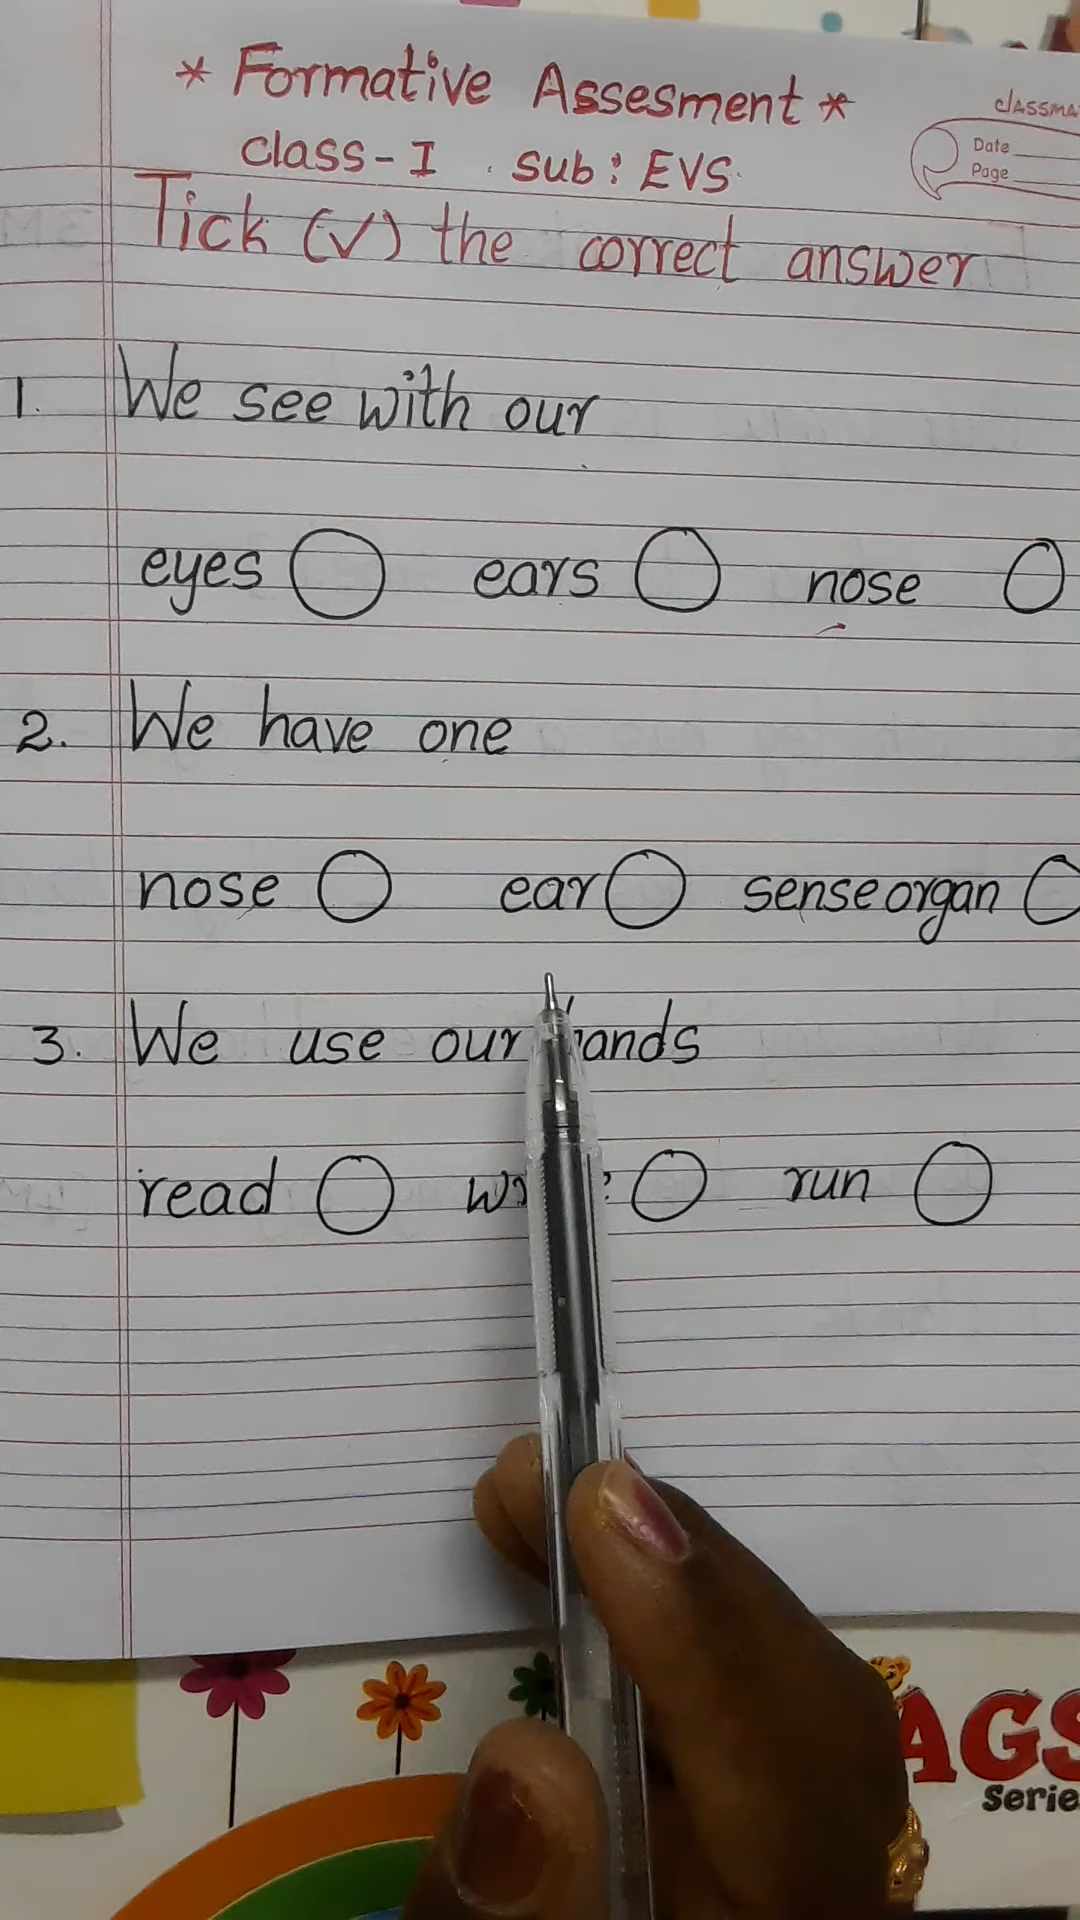 * Formative Assesment *
class-I . sub: EVS.
Date
Page
Tick (✓) the correct answer
1. We see with our
eyes ears nose
2. We have one
nose ear sense organ
3. We use our hands
read run
AGS
Serie